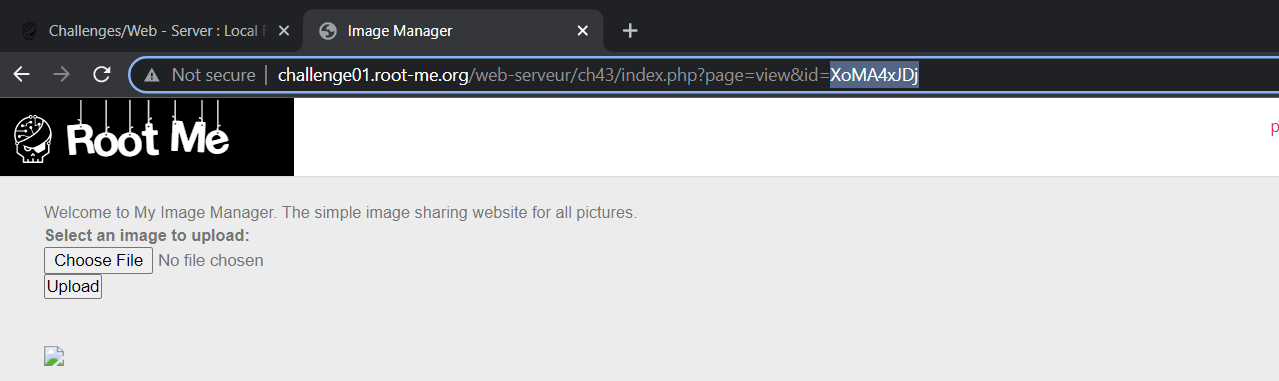 Challenges/Web - Server : Local F
Image Manager
Not secure | challenge01.root-me.org/web-serveur/ch43/index.php?page=view&id=XoMA4xJDj
Root Me
p
Welcome to My Image Manager. The simple image sharing website for all pictures.
Select an image to upload:
Choose File No file chosen
Upload